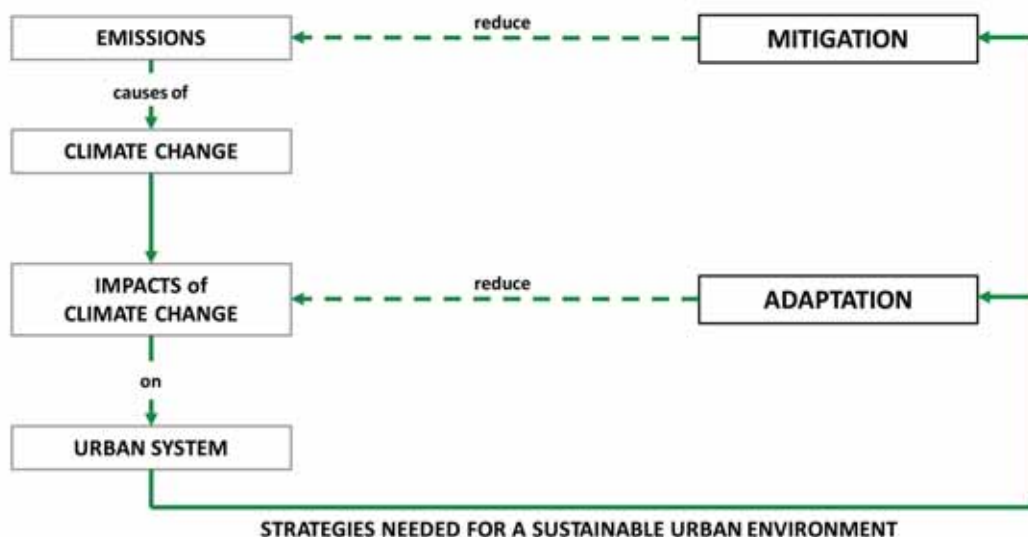 EMISSIONS
reduce
MITIGATION
causes of
CLIMATE CHANGE
IMPACTS of
CLIMATE CHANGE
reduce
ADAPTATION
on
URBAN SYSTEM
STRATEGIES NEEDED FOR A SUSTAINABLE URBAN ENVIRONMENT